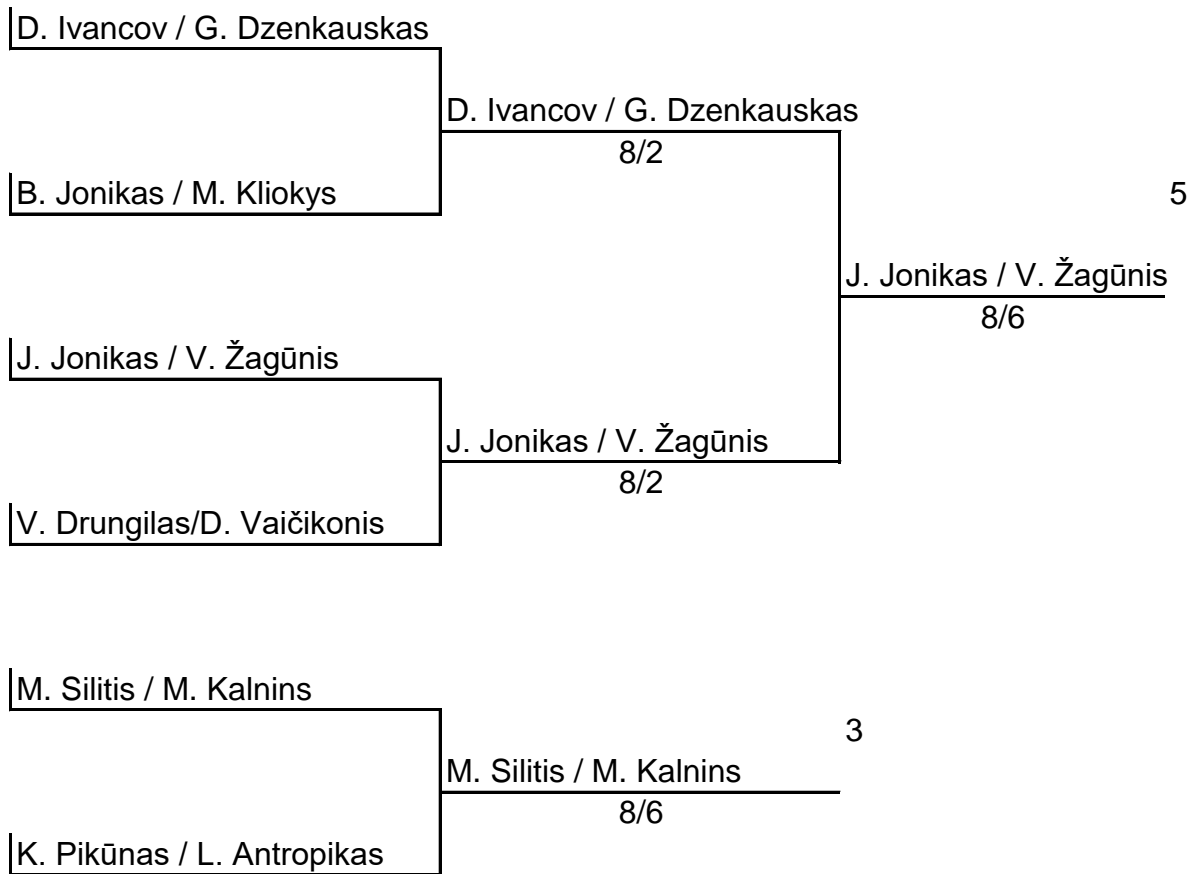 D. Ivancov / G. Dzenkauskas
D. Ivancov / G. Dzenkauskas
8/2
B. Jonikas / M. Kliokys
5
J. Jonikas / V. Žagūnis
8/6
J. Jonikas / V. Žagūnis
J. Jonikas / V. Žagūnis
8/2
V. Drungilas/D. Vaičikonis
M. Silitis / M. Kalnins
3
M. Silitis / M. Kalnins
8/6
K. Pikūnas / L. Antropikas